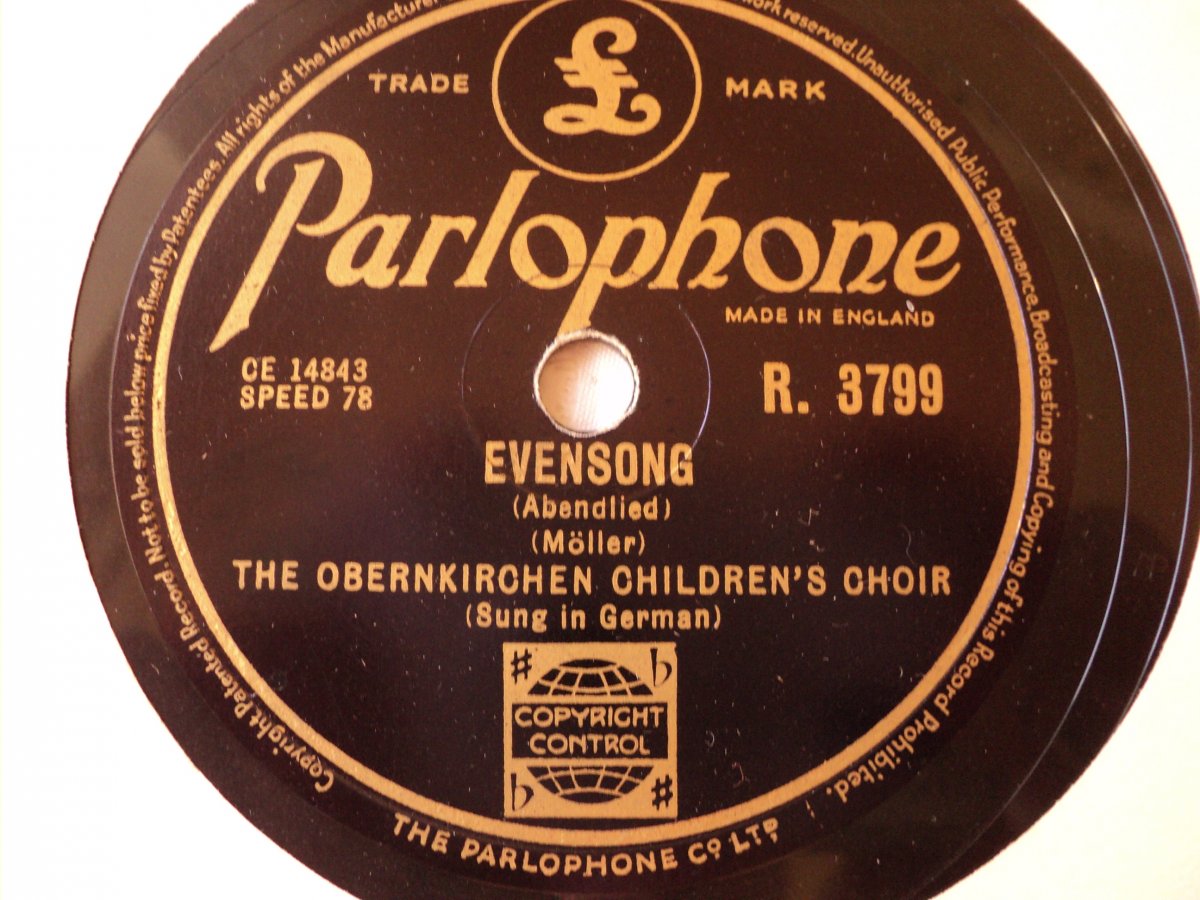 Copyright. Patented Record. Not to be sold below price fixed by Patentees. All rights of the Manufacturer
work reserved. Unauthorised Public Performance, Broadcasting and Copying of this Record Prohibited.
TRADE MARK
£
Parlophone
MADE IN ENGLAND
CE 14843
SPEED 78
R. 3799
EVENSONG
(Abendlied)
(Möller)
THE OBERNKIRCHEN CHILDREN'S CHOIR
(Sung in German)
♯ ♭
COPYRIGHT
CONTROL
♭ ♯
THE PARLOPHONE Co LTD